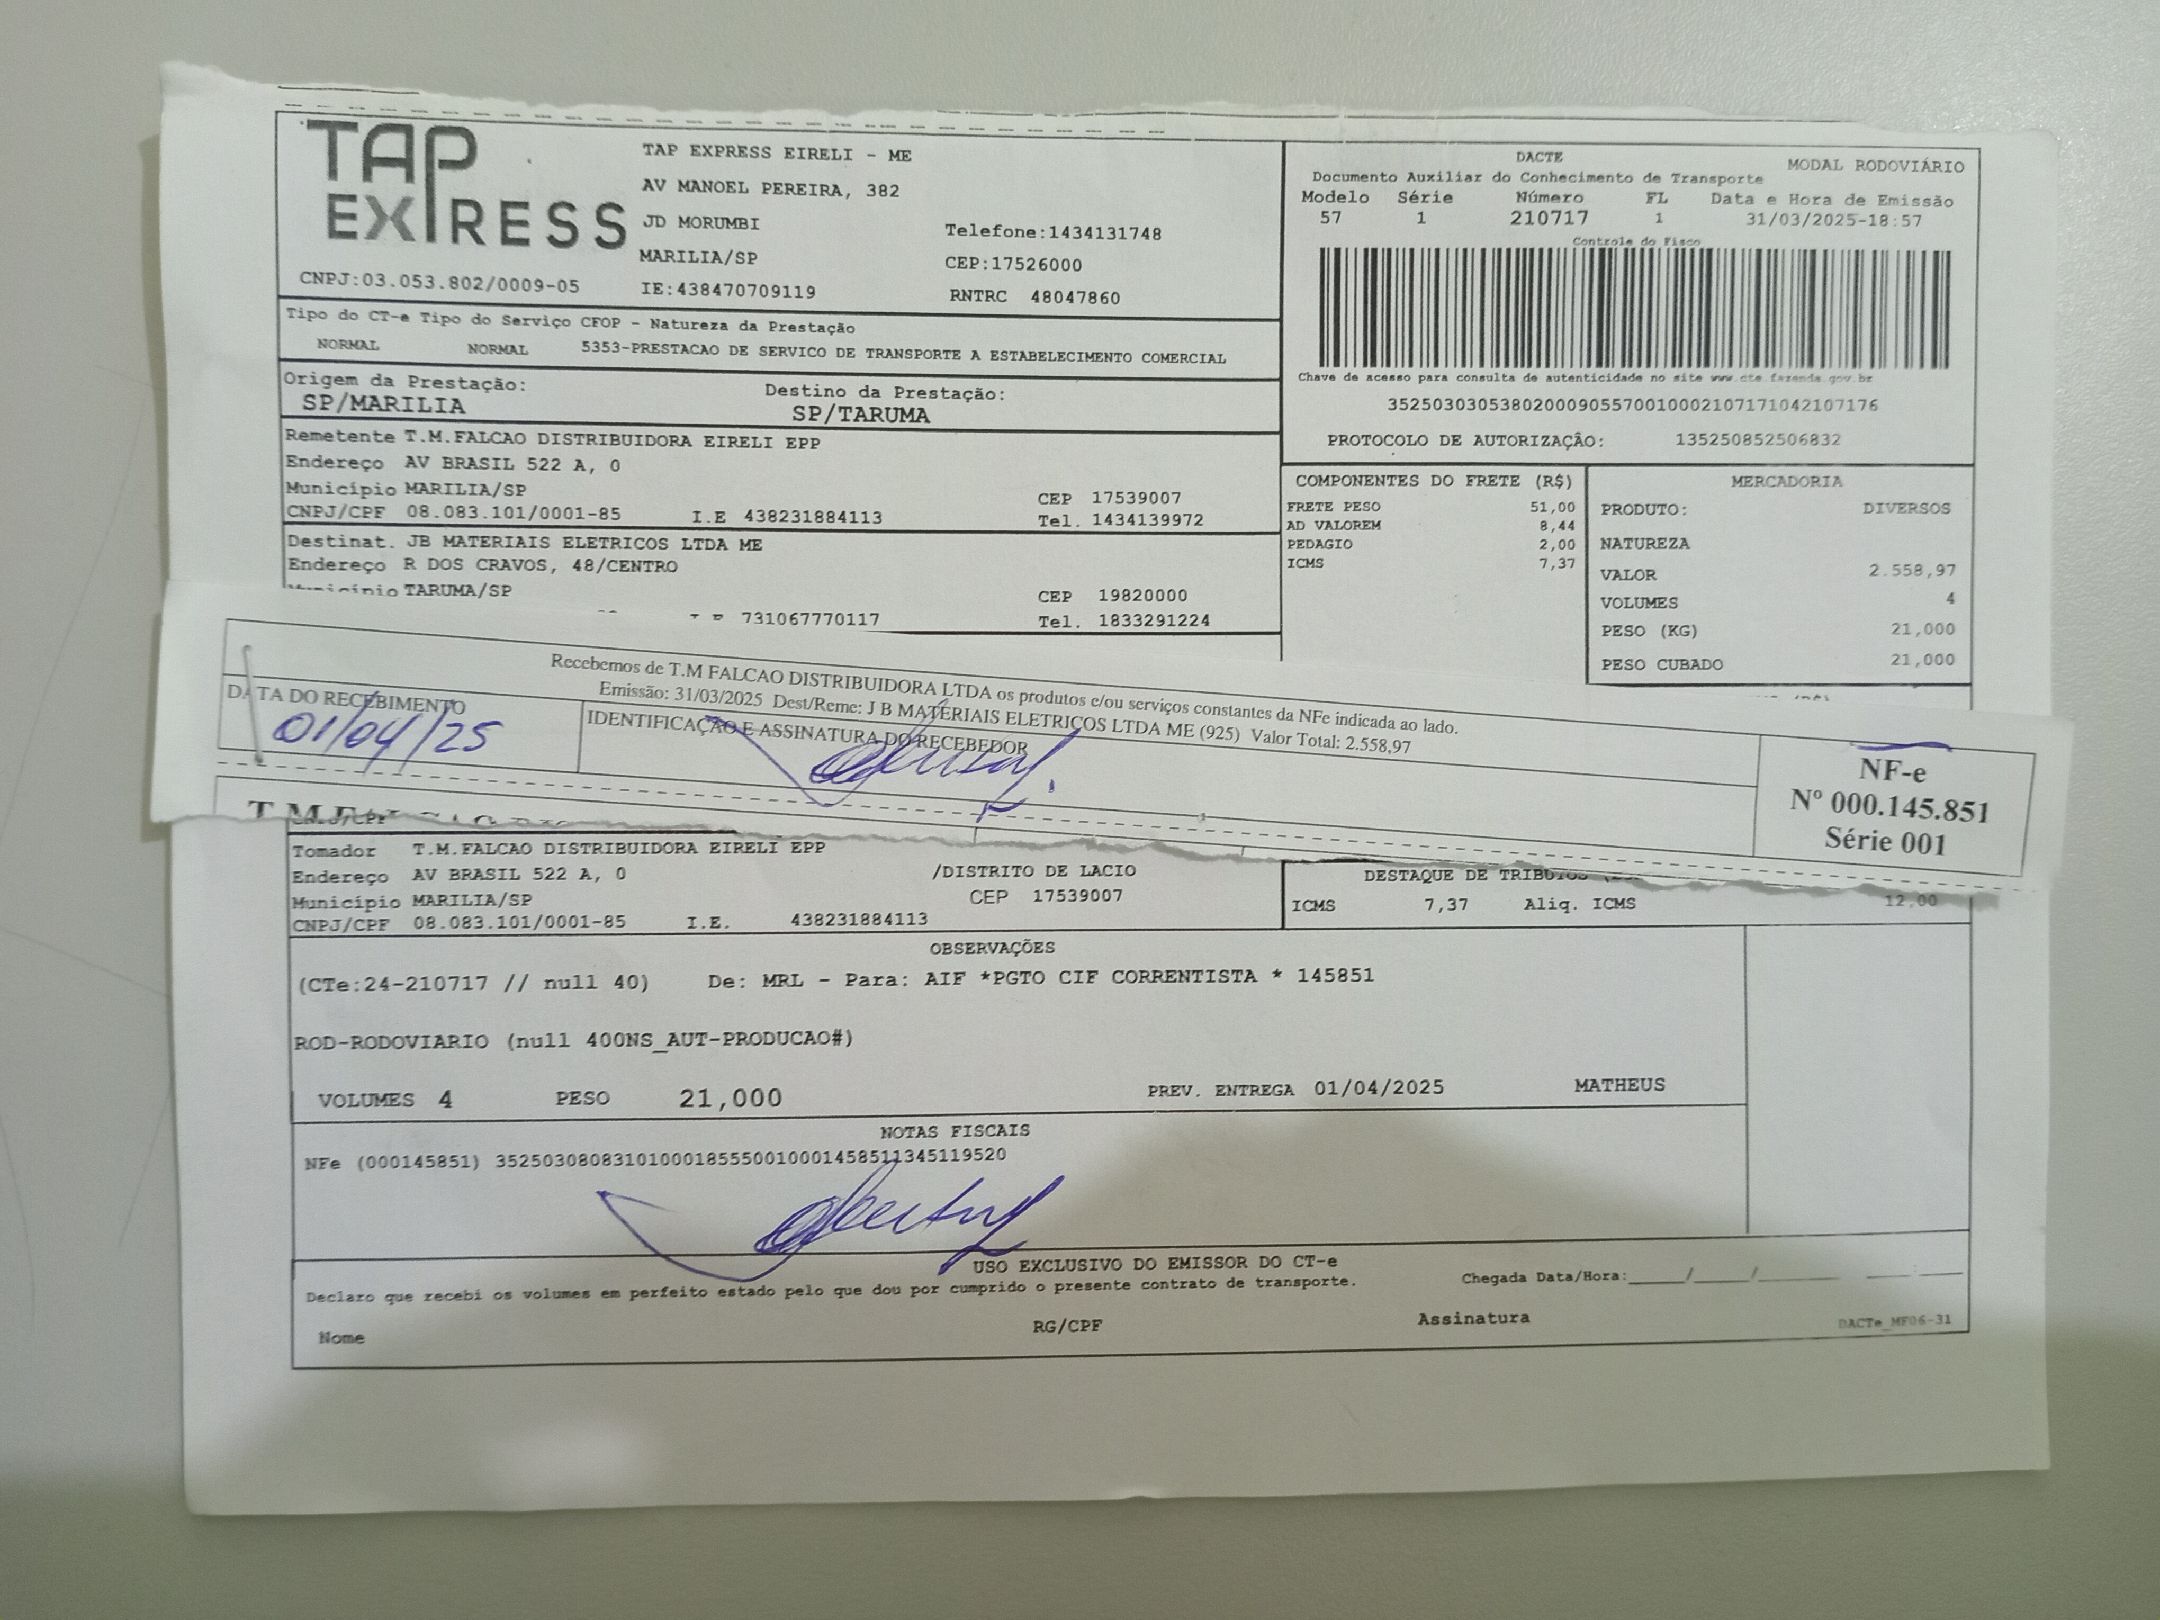 TAP
EXPRESS
TAP EXPRESS EIRELI - ME
AV MANOEL PEREIRA, 382
JD MORUMBI
Telefone:1434131748
MARILIA/SP
CEP:17526000
CNPJ:03.053.802/0009-05
IE:438470709119
RNTRC 48047860
DACTE
MODAL RODOVIÁRIO
Documento Auxiliar do Conhecimento de Transporte
Modelo Série Número FL Data e Hora de Emissão
57 1 210717 1 31/03/2025-18:57
Controle do Fisco
Chave de acesso para consulta de autenticidade no site www.cte.fazenda.gov.br
35250303053802000905570010002107171042107176
PROTOCOLO DE AUTORIZAÇÃO: 135250852506832
Tipo do CT-e Tipo do Serviço CFOP - Natureza da Prestação
NORMAL NORMAL 5353-PRESTACAO DE SERVICO DE TRANSPORTE A ESTABELECIMENTO COMERCIAL
Origem da Prestação: Destino da Prestação:
SP/MARILIA SP/TARUMA
Remetente T.M.FALCAO DISTRIBUIDORA EIRELI EPP
Endereço AV BRASIL 522 A, 0
Município MARILIA/SP CEP 17539007
CNPJ/CPF 08.083.101/0001-85 I.E 438231884113 Tel. 1434139972
Destinat. JB MATERIAIS ELETRICOS LTDA ME
Endereço R DOS CRAVOS, 48/CENTRO
Município TARUMA/SP CEP 19820000
731067770117 Tel. 1833291224
COMPONENTES DO FRETE (R$)
FRETE PESO 51,00
AD VALOREM 8,44
PEDAGIO 2,00
ICMS 7,37
MERCADORIA
PRODUTO: DIVERSOS
NATUREZA
VALOR 2.558,97
VOLUMES 4
PESO (KG) 21,000
PESO CUBADO 21,000
Recebemos de T.M FALCAO DISTRIBUIDORA LTDA os produtos e/ou serviços constantes da NFe indicada ao lado.
Emissão: 31/03/2025 Dest/Reme: J B MATERIAIS ELETRICOS LTDA ME (925) Valor Total: 2.558,97
DATA DO RECEBIMENTO
01/04/25
IDENTIFICAÇÃO E ASSINATURA DO RECEBEDOR
NF-e
Nº 000.145.851
Série 001
Tomador T.M.FALCAO DISTRIBUIDORA EIRELI EPP
Endereço AV BRASIL 522 A, 0 /DISTRITO DE LACIO
Município MARILIA/SP CEP 17539007
CNPJ/CPF 08.083.101/0001-85 I.E. 438231884113
DESTAQUE DE TRIBUTOS
ICMS 7,37 Aliq. ICMS 12,00
OBSERVAÇÕES
(CTe:24-210717 // null 40) De: MRL - Para: AIF *PGTO CIF CORRENTISTA * 145851
ROD-RODOVIARIO (null 400NS_AUT-PRODUCAO#)
VOLUMES 4 PESO 21,000 PREV. ENTREGA 01/04/2025 MATHEUS
NOTAS FISCAIS
NFe (000145851) 35250308083101000185550010001458511345119520
USO EXCLUSIVO DO EMISSOR DO CT-e
Declaro que recebi os volumes em perfeito estado pelo que dou por cumprido o presente contrato de transporte.
Chegada Data/Hora:_____/_____/_______ ____:____
Nome RG/CPF Assinatura
DACTe_MF06-31